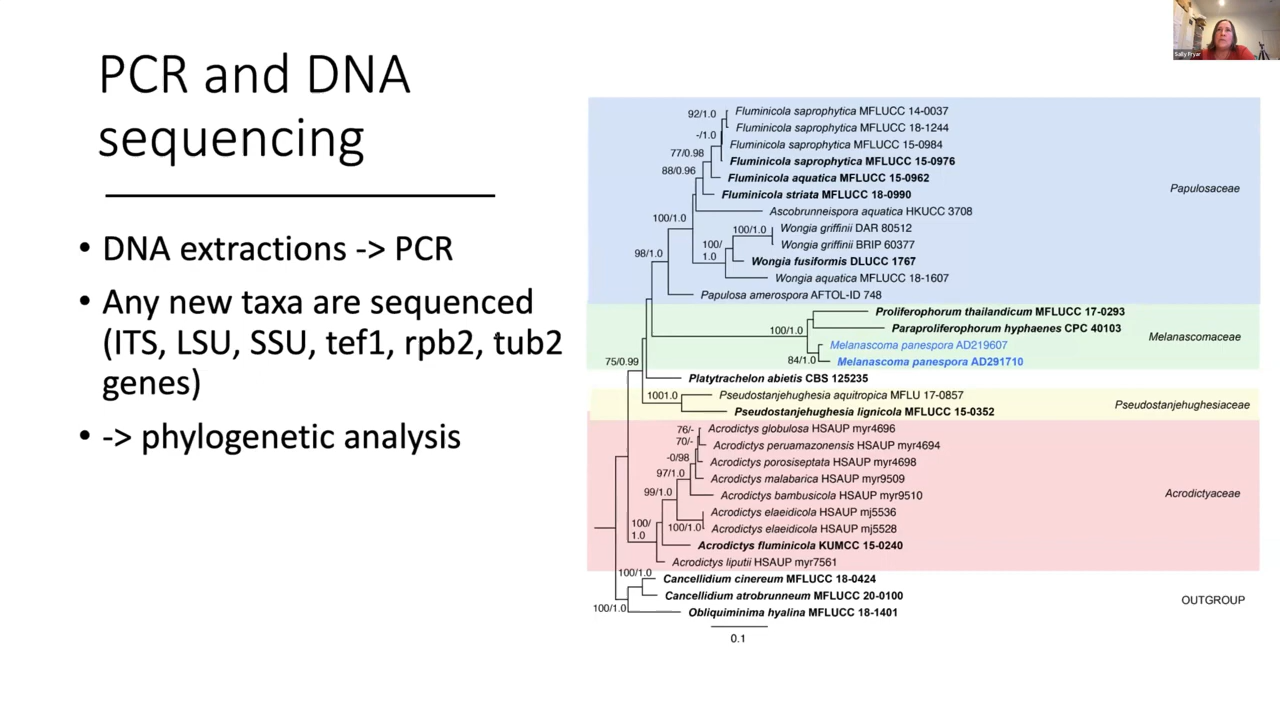 PCR and DNA
sequencing
• DNA extractions -> PCR
• Any new taxa are sequenced
(ITS, LSU, SSU, tef1, rpb2, tub2
genes)
• -> phylogenetic analysis
Sally Fryar
92/1.0
Fluminicola saprophytica MFLUCC 14-0037
Fluminicola saprophytica MFLUCC 18-1244
-/1.0
Fluminicola saprophytica MFLUCC 15-0984
77/0.98
Fluminicola saprophytica MFLUCC 15-0976
88/0.96
Fluminicola aquatica MFLUCC 15-0962
Papulosaceae
Fluminicola striata MFLUCC 18-0990
Ascobrunneispora aquatica HKUCC 3708
100/1.0
100/1.0
Wongia griffinii DAR 80512
100/
1.0
Wongia griffinii BRIP 60377
98/1.0
Wongia fusiformis DLUCC 1767
Wongia aquatica MFLUCC 18-1607
Papulosa amerospora AFTOL-ID 748
Proliferophorum thailandicum MFLUCC 17-0293
100/1.0
Paraproliferophorum hyphaenes CPC 40103
Melanascomaceae
Melanascoma panespora AD219607
84/1.0
Melanascoma panespora AD291710
75/0.99
Platytrachelon abietis CBS 125235
1001.0
Pseudostanjehughesia aquitropica MFLU 17-0857
Pseudostanjehughesiaceae
Pseudostanjehughesia lignicola MFLUCC 15-0352
76/-
Acrodictys globulosa HSAUP myr4696
70/-
Acrodictys peruamazonensis HSAUP myr4694
-0/98
Acrodictys porosiseptata HSAUP myr4698
97/1.0
Acrodictys malabarica HSAUP myr9509
99/1.0
Acrodictys bambusicola HSAUP myr9510
Acrodictyaceae
Acrodictys elaeidicola HSAUP mj5536
100/
1.0
100/1.0
Acrodictys elaeidicola HSAUP mj5528
Acrodictys fluminicola KUMCC 15-0240
Acrodictys liputii HSAUP myr7561
100/1.0
Cancellidium cinereum MFLUCC 18-0424
Cancellidium atrobrunneum MFLUCC 20-0100
OUTGROUP
100/1.0
Obliquiminima hyalina MFLUCC 18-1401
0.1